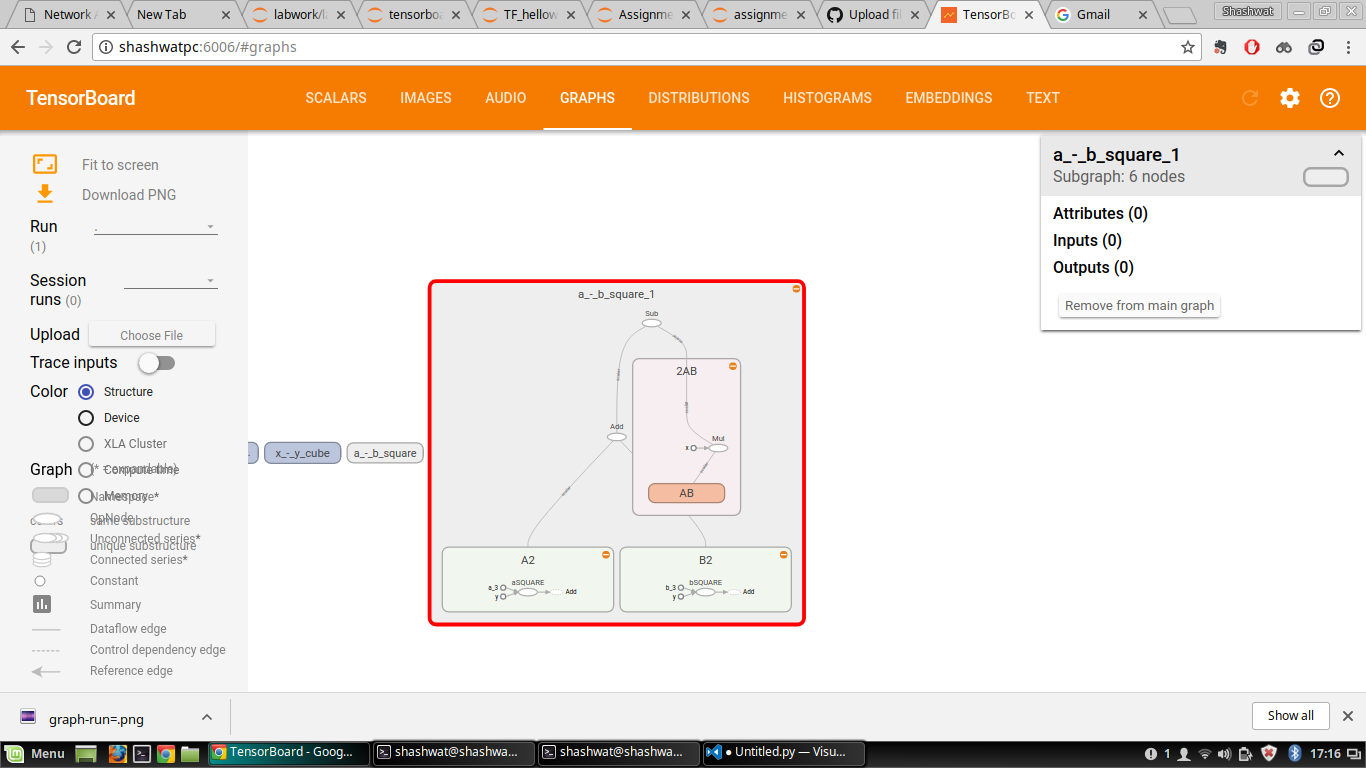 Network A
New Tab
labwork/l
tensorboa
TF_hellow
Assignme
assignme
Upload fil
TensorBo
Gmail
Shashwat
shashwatpc:6006/#graphs
TensorBoard
SCALARS
IMAGES
AUDIO
GRAPHS
DISTRIBUTIONS
HISTOGRAMS
EMBEDDINGS
TEXT
Fit to screen
Download PNG
Run
(1)
.
Session
runs (0)
Upload
Choose File
Trace inputs
Color
Structure
Device
XLA Cluster
Compute time
Memory
Graph
(* = expandable)
Namespace*
OpNode
colors
same substructure
Unconnected series*
unique substructure
Connected series*
Constant
Summary
Dataflow edge
Control dependency edge
Reference edge
x_-_y_cube
a_-_b_square
a_-_b_square_1
Sub
2AB
Add
x
Mul
AB
A2
aSQUARE
a_3
y
Add
B2
bSQUARE
b_3
y
Add
a_-_b_square_1
Subgraph: 6 nodes
Attributes (0)
Inputs (0)
Outputs (0)
Remove from main graph
graph-run=.png
Show all
Menu
TensorBoard - Goog...
shashwat@shashwa...
shashwat@shashwa...
● Untitled.py — Visu...
1
17:16